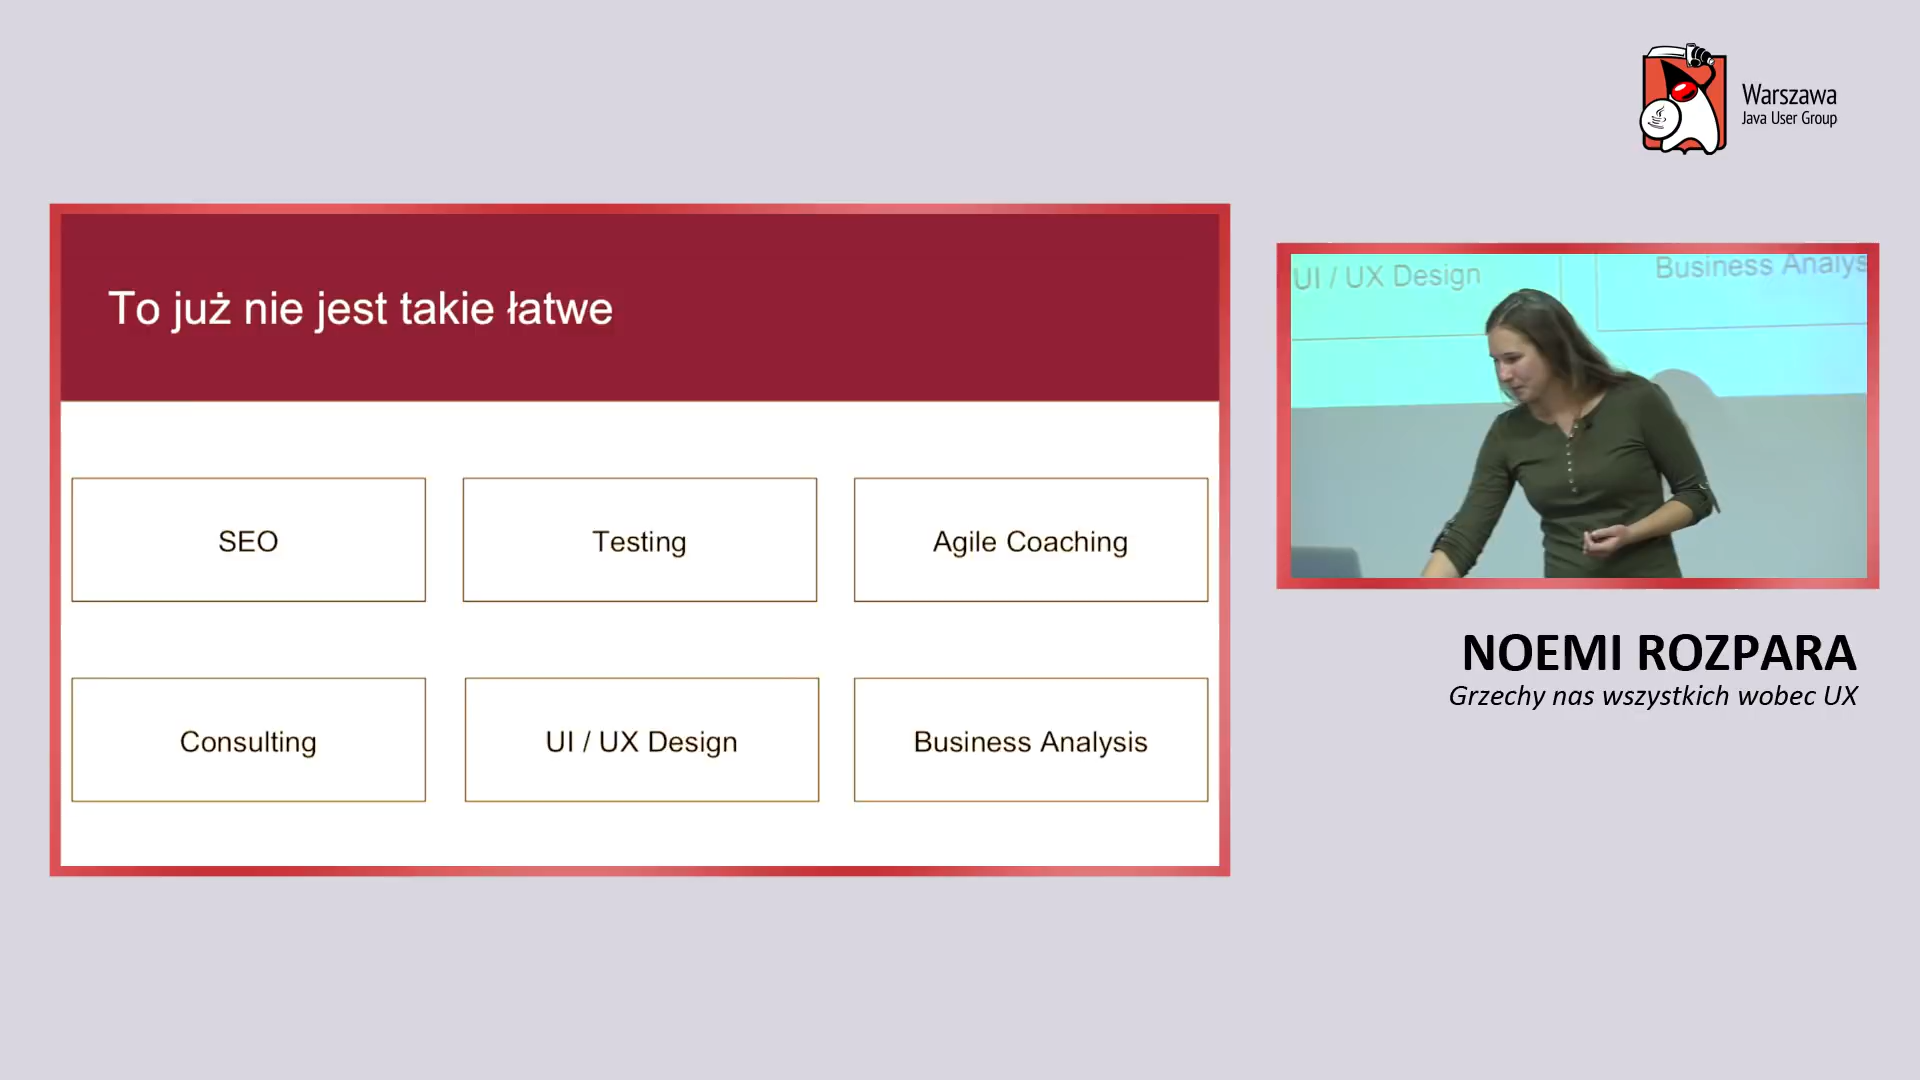 Warszawa
Java User Group
To już nie jest takie łatwe
SEO
Testing
Agile Coaching
Consulting
UI / UX Design
Business Analysis
UI / UX Design
Business Analys
NOEMI ROZPARA
Grzechy nas wszystkich wobec UX